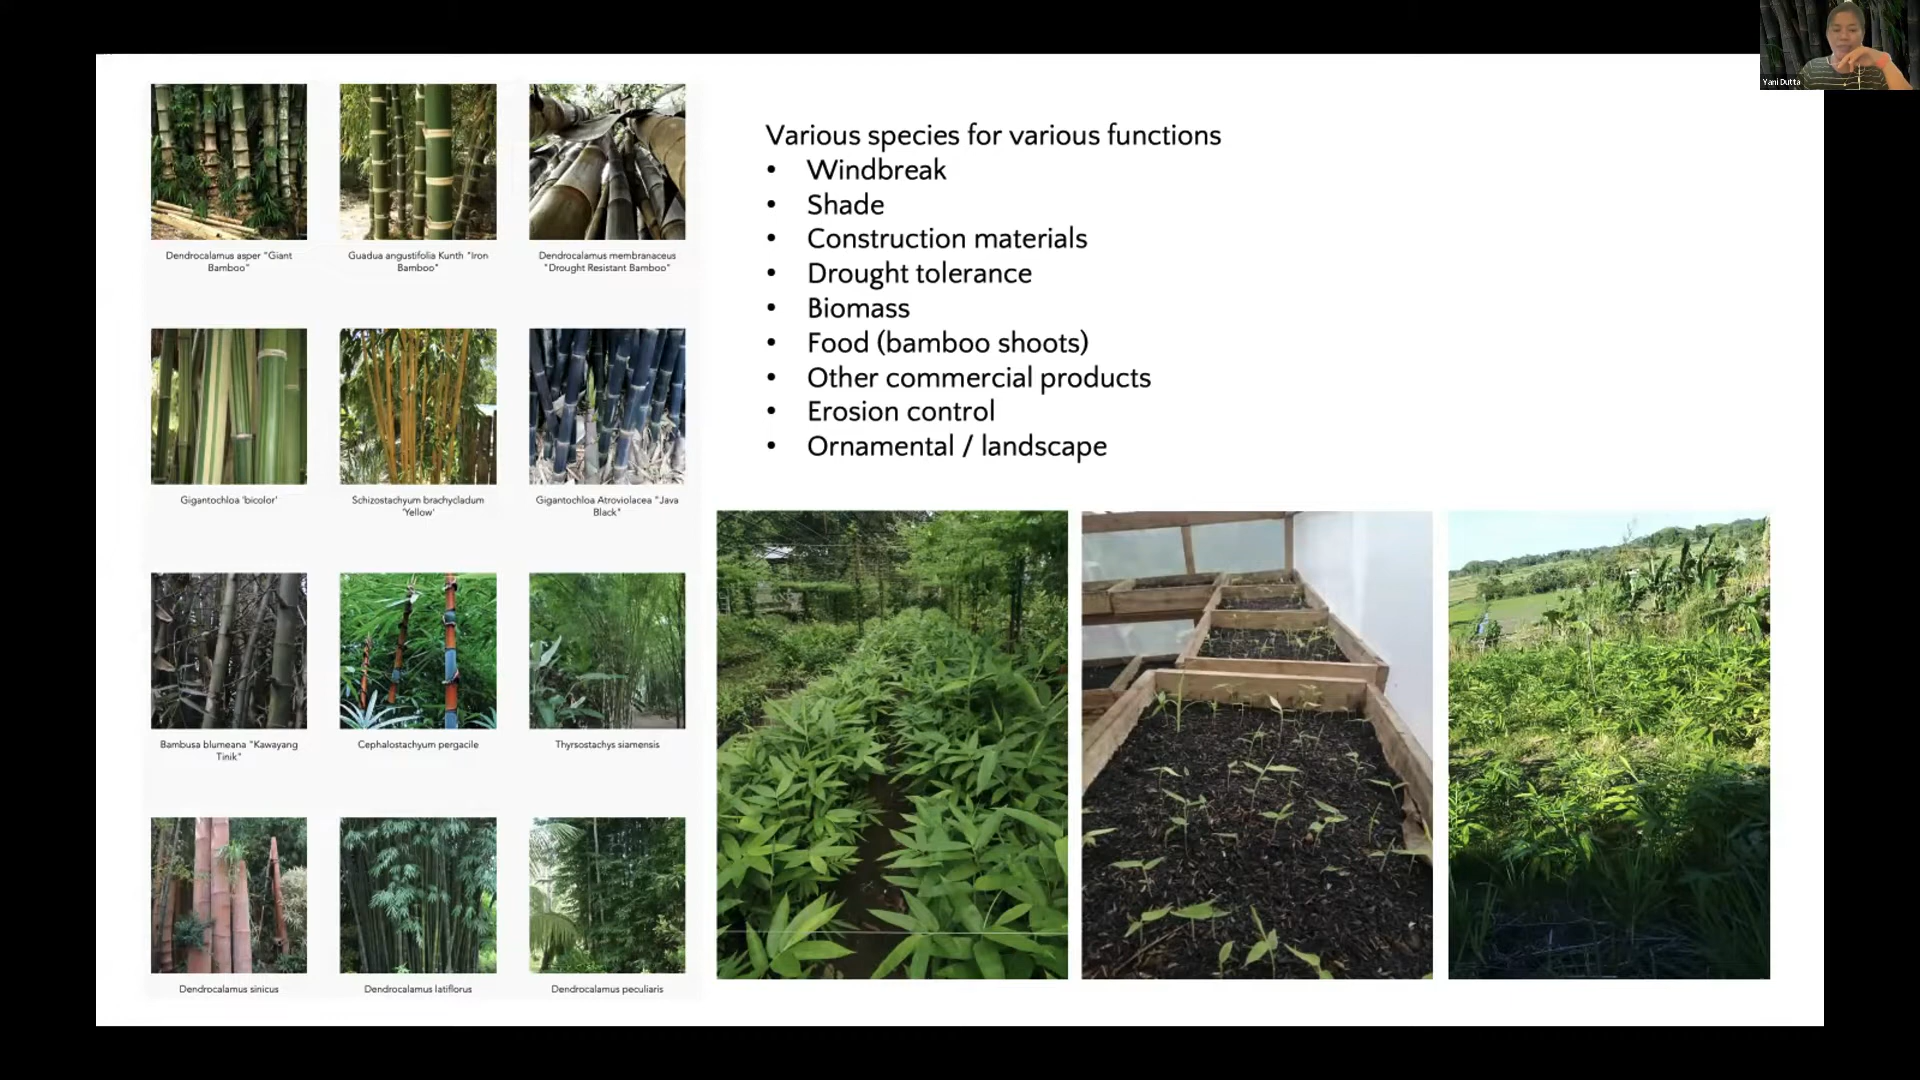 Yani Dutta
Dendrocalamus asper "Giant
Bamboo"
Guadua angustifolia Kunth "Iron
Bamboo"
Dendrocalamus membranaceus
"Drought Resistant Bamboo"
Gigantochloa 'bicolor'
Schizostachyum brachycladum
'Yellow'
Gigantochloa Atroviolacea "Java
Black"
Bambusa blumeana "Kawayang
Tinik"
Cephalostachyum pergacile
Thyrsostachys siamensis
Dendrocalamus sinicus
Dendrocalamus latiflorus
Dendrocalamus peculiaris
Various species for various functions
• Windbreak
• Shade
• Construction materials
• Drought tolerance
• Biomass
• Food (bamboo shoots)
• Other commercial products
• Erosion control
• Ornamental / landscape